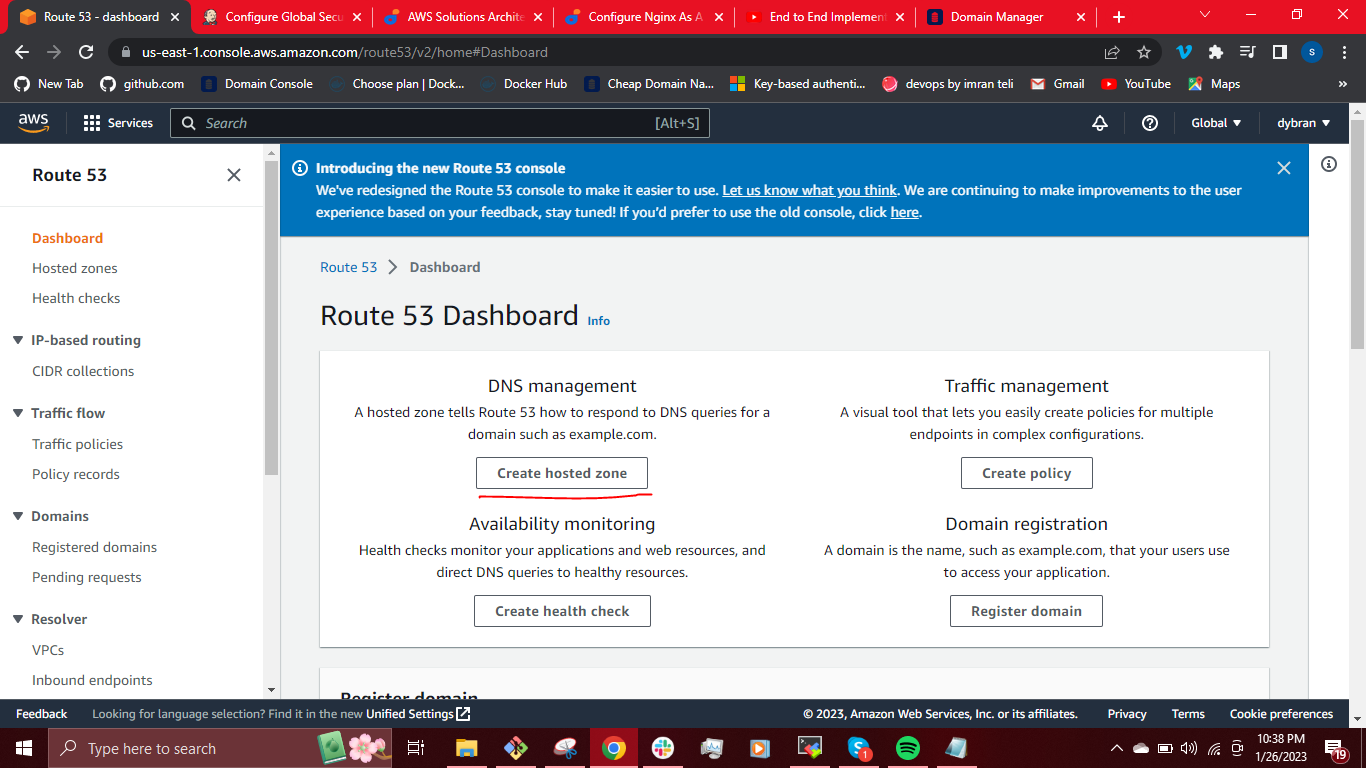 Route 53 - dashboard
Configure Global Secu
AWS Solutions Archite
Configure Nginx As A
End to End Implement
Domain Manager
us-east-1.console.aws.amazon.com/route53/v2/home#Dashboard
S
New Tab
github.com
Domain Console
Choose plan | Dock...
Docker Hub
Cheap Domain Na...
Key-based authenti...
devops by imran teli
Gmail
YouTube
Maps
»
aws
Services
Search
[Alt+S]
Global
dybran
Route 53
Dashboard
Hosted zones
Health checks
IP-based routing
CIDR collections
Traffic flow
Traffic policies
Policy records
Domains
Registered domains
Pending requests
Resolver
VPCs
Inbound endpoints
Introducing the new Route 53 console
We've redesigned the Route 53 console to make it easier to use. Let us know what you think. We are continuing to make improvements to the user
experience based on your feedback, stay tuned! If you'd prefer to use the old console, click here.
Route 53
Dashboard
Route 53 Dashboard Info
DNS management
A hosted zone tells Route 53 how to respond to DNS queries for a
domain such as example.com.
Create hosted zone
Traffic management
A visual tool that lets you easily create policies for multiple
endpoints in complex configurations.
Create policy
Availability monitoring
Health checks monitor your applications and web resources, and
direct DNS queries to healthy resources.
Create health check
Domain registration
A domain is the name, such as example.com, that your users use
to access your application.
Register domain
Register domain
Feedback
Looking for language selection? Find it in the new Unified Settings
© 2023, Amazon Web Services, Inc. or its affiliates.
Privacy
Terms
Cookie preferences
Type here to search
1
10:38 PM
1/26/2023
19